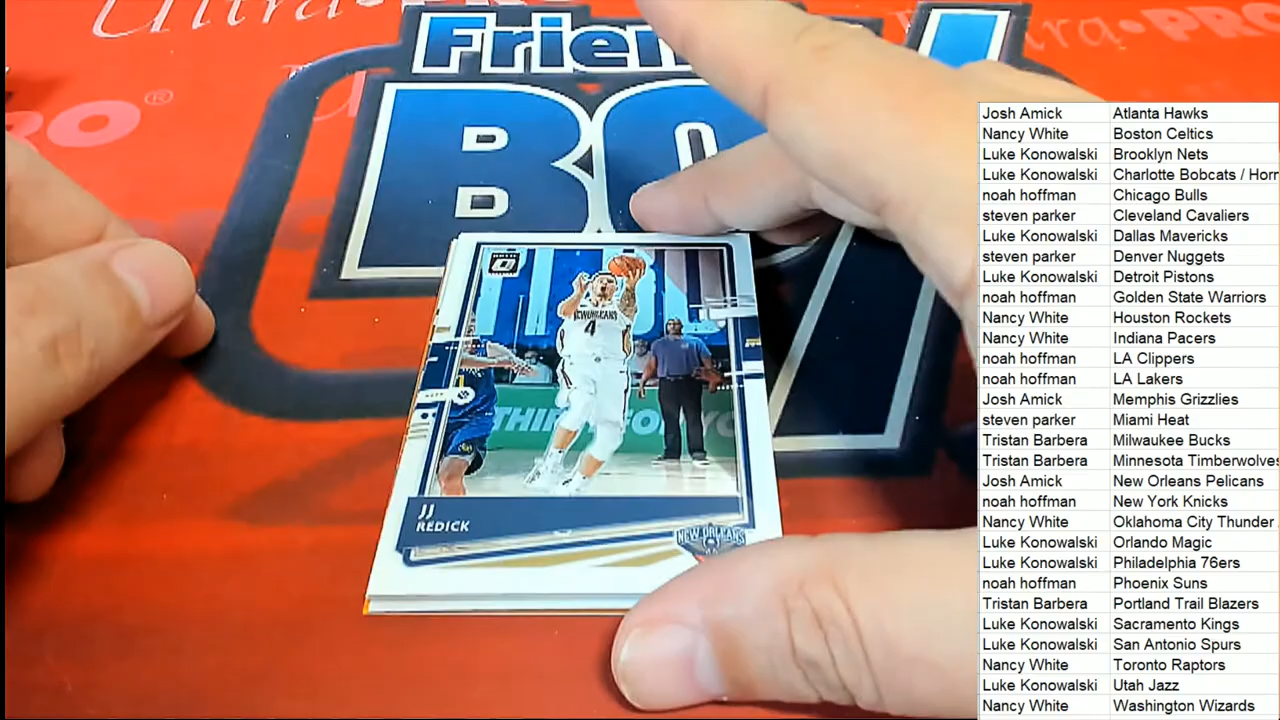 Ultra•PRO
Ultra•PRO
PRO®
Frien
BO
NEW ORLEANS
4
JJ
REDICK
NEW ORLEANS
Josh Amick Atlanta Hawks
Nancy White Boston Celtics
Luke Konowalski Brooklyn Nets
Luke Konowalski Charlotte Bobcats / Horn
noah hoffman Chicago Bulls
steven parker Cleveland Cavaliers
Luke Konowalski Dallas Mavericks
steven parker Denver Nuggets
Luke Konowalski Detroit Pistons
noah hoffman Golden State Warriors
Nancy White Houston Rockets
Nancy White Indiana Pacers
noah hoffman LA Clippers
noah hoffman LA Lakers
Josh Amick Memphis Grizzlies
steven parker Miami Heat
Tristan Barbera Milwaukee Bucks
Tristan Barbera Minnesota Timberwolves
Josh Amick New Orleans Pelicans
noah hoffman New York Knicks
Nancy White Oklahoma City Thunder
Luke Konowalski Orlando Magic
Luke Konowalski Philadelphia 76ers
noah hoffman Phoenix Suns
Tristan Barbera Portland Trail Blazers
Luke Konowalski Sacramento Kings
Luke Konowalski San Antonio Spurs
Nancy White Toronto Raptors
Luke Konowalski Utah Jazz
Nancy White Washington Wizards